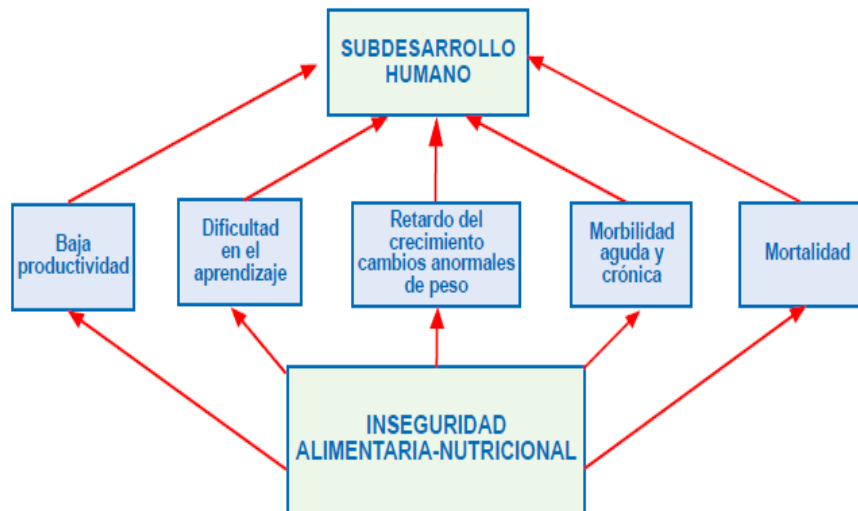 SUBDESARROLLO
HUMANO
Baja
productividad
Dificultad
en el
aprendizaje
Retardo del
crecimiento
cambios anormales
de peso
Morbilidad
aguda y
crónica
Mortalidad
INSEGURIDAD
ALIMENTARIA-NUTRICIONAL